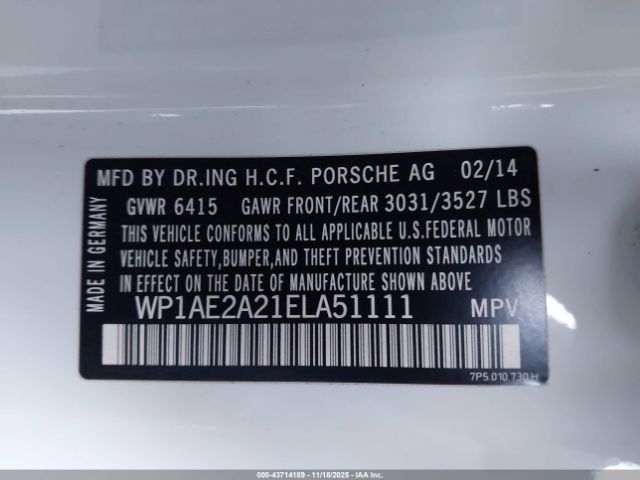 MFD BY DR.ING H.C.F. PORSCHE AG 02/14
GVWR 6415 GAWR FRONT/REAR 3031/3527 LBS
THIS VEHICLE CONFORMS TO ALL APPLICABLE U.S.FEDERAL MOTOR
VEHICLE SAFETY,BUMPER,AND THEFT PREVENTION STANDARDS
IN EFFECT ON THE DATE OF MANUFACTURE SHOWN ABOVE.
WP1AE2A21ELA51111 MPV
MADE IN GERMANY
7P5.010.730.H
000-43714189 - 11/18/2025 - IAAI.COM